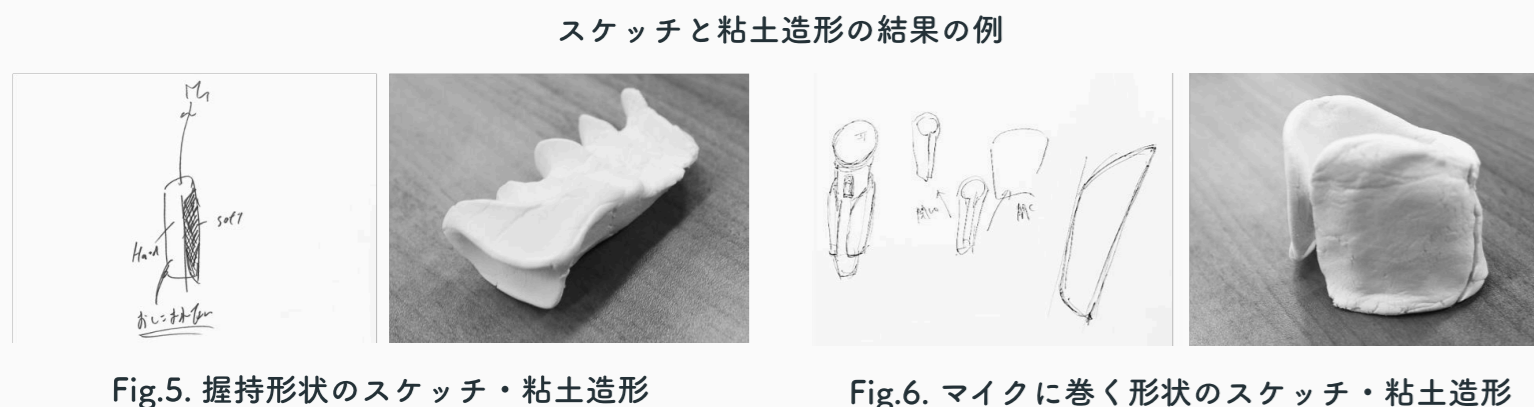 スケッチと粘土造形の結果の例
Hard
soft
Fig.5. 握持形状のスケッチ・粘土造形
Fig.6. マイクに巻く形状のスケッチ・粘土造形